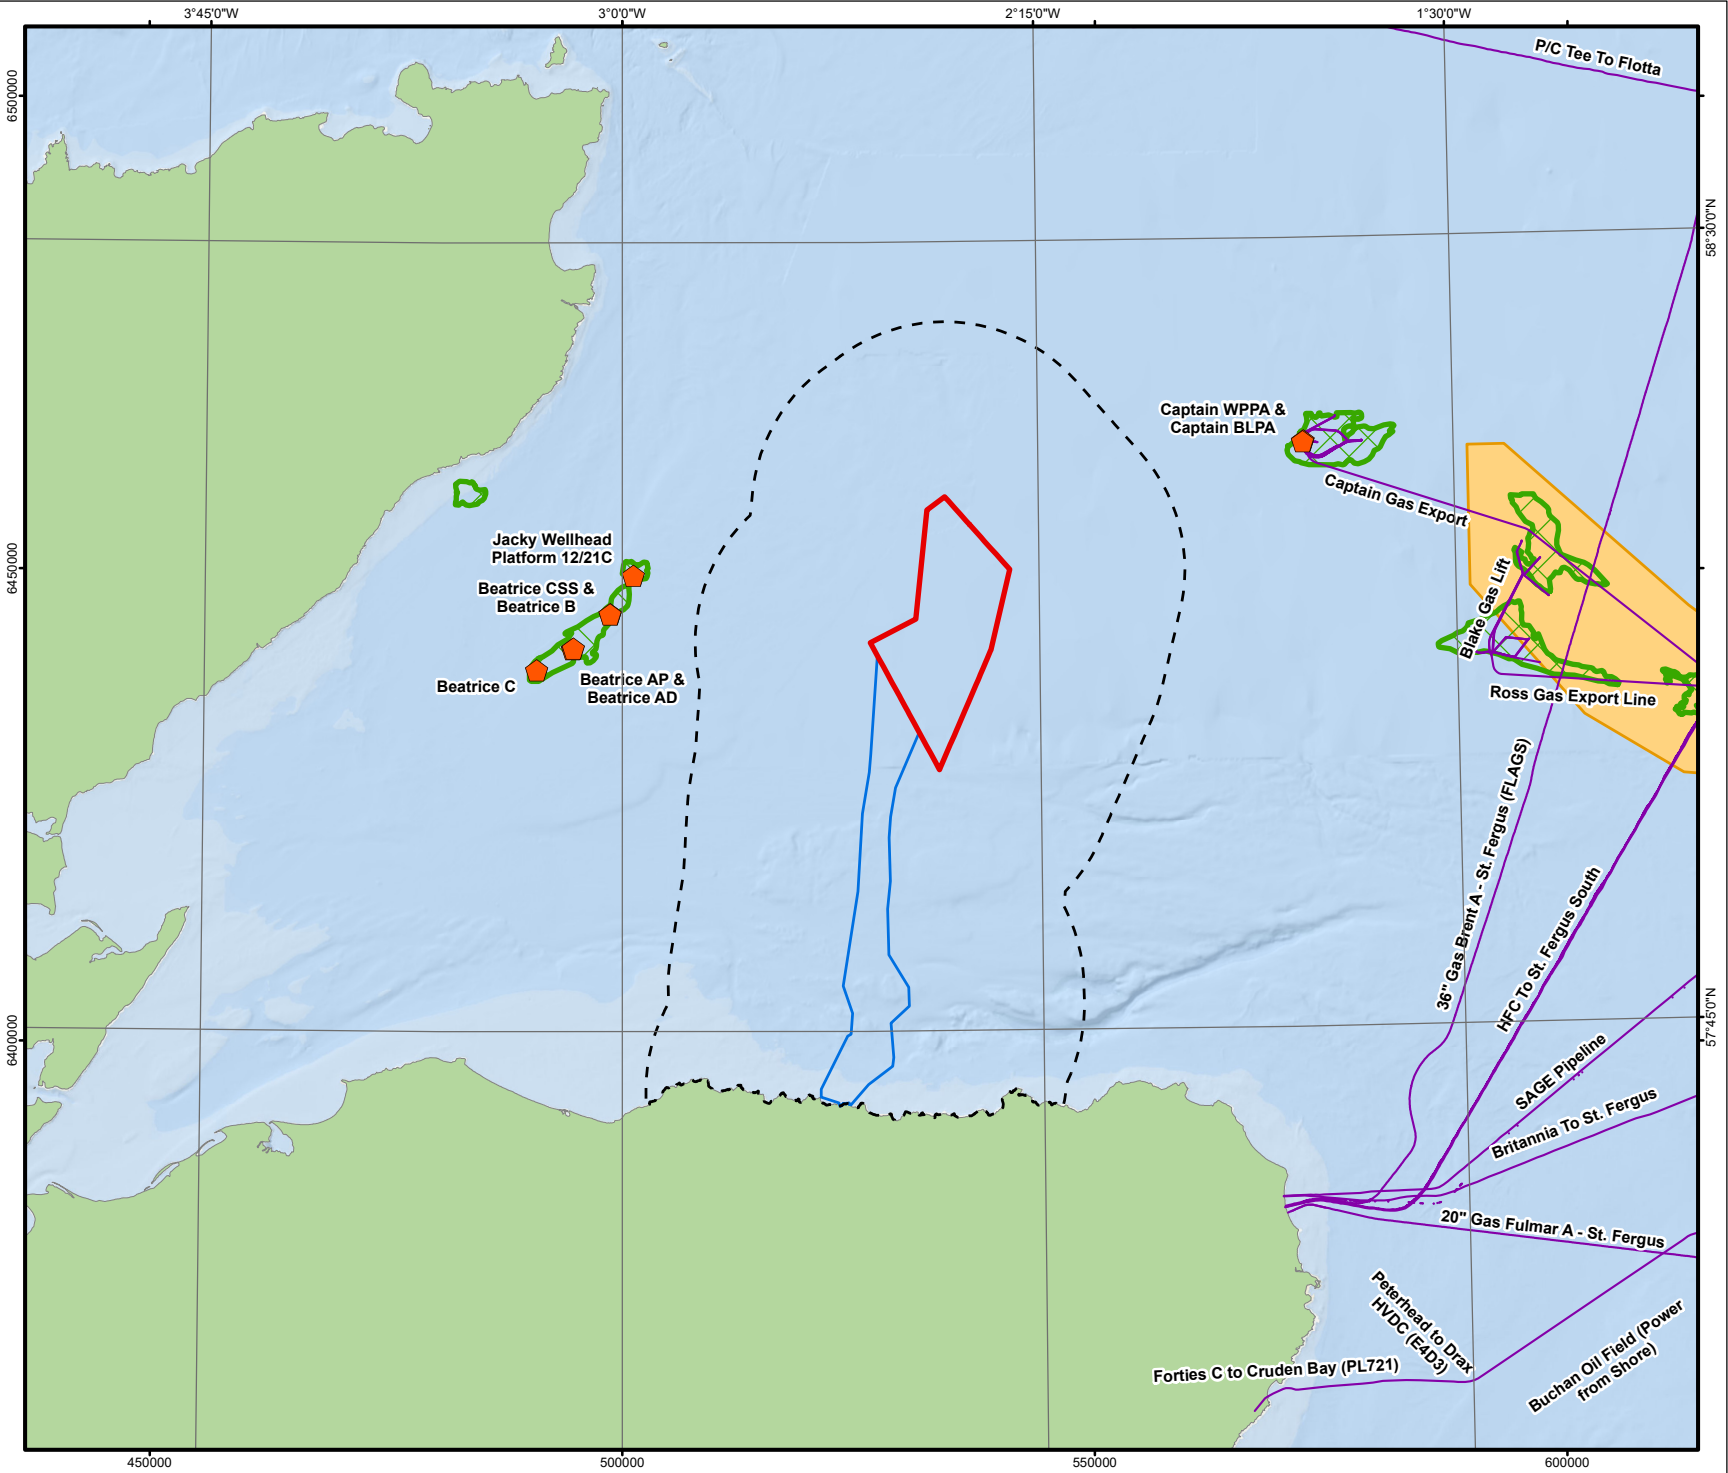 3°45'0"W
3°0'0"W
2°15'0"W
1°30'0"W
P/C Tee To Flotta
6500000
58°30'0"N
Captain WPPA &
Captain BLPA
Captain Gas Export
Jacky Wellhead
Platform 12/21C
6450000
Beatrice CSS &
Beatrice B
Blake Gas Lift
Beatrice C
Beatrice AP &
Beatrice AD
Ross Gas Export Line
36" Gas Brent A - St. Fergus (FLAGS)
HFC To St. Fergus South
6400000
57°45'0"N
SAGE Pipeline
Britannia To St. Fergus
20" Gas Fulmar A - St. Fergus
Peterhead to Drax
HVDC (E4D3)
Forties C to Cruden Bay (PL721)
Buchan Oil Field (Power
from Shore)
450000
500000
550000
600000